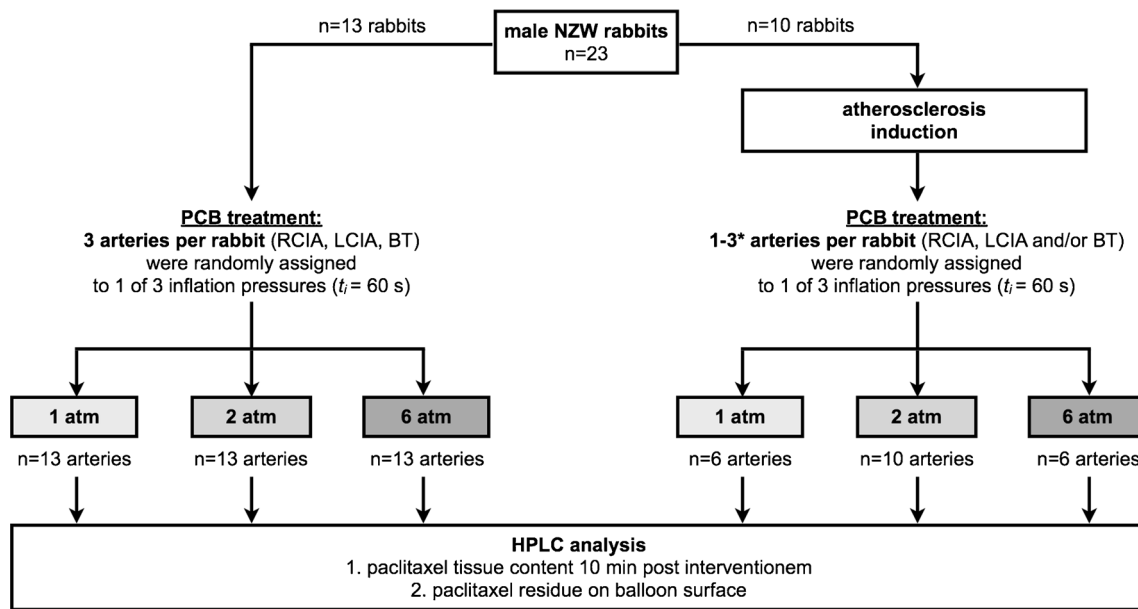 n=13 rabbits
male NZW rabbits
n=23
n=10 rabbits
atherosclerosis
induction
PCB treatment:
3 arteries per rabbit (RCIA, LCIA, BT)
were randomly assigned
to 1 of 3 inflation pressures (ti = 60 s)
PCB treatment:
1-3* arteries per rabbit (RCIA, LCIA and/or BT)
were randomly assigned
to 1 of 3 inflation pressures (ti = 60 s)
1 atm
2 atm
6 atm
1 atm
2 atm
6 atm
n=13 arteries
n=13 arteries
n=13 arteries
n=6 arteries
n=10 arteries
n=6 arteries
HPLC analysis
1. paclitaxel tissue content 10 min post interventionem
2. paclitaxel residue on balloon surface